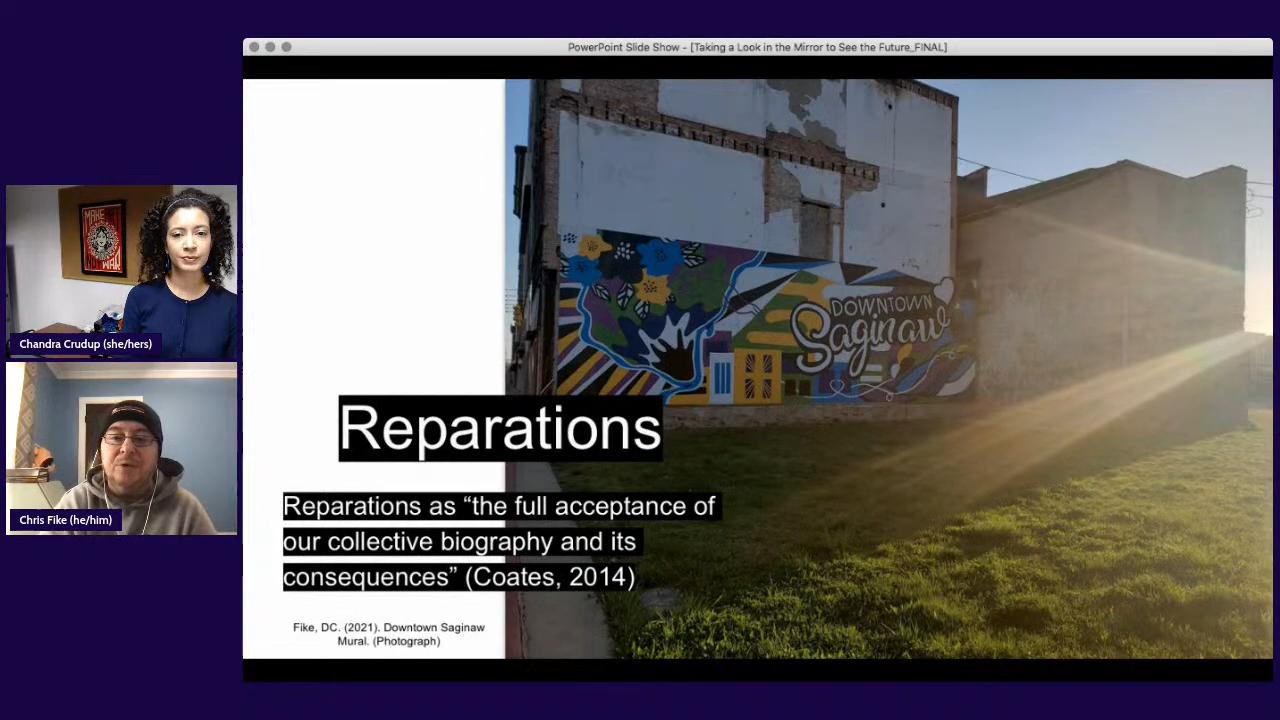 PowerPoint Slide Show - [Taking a Look in the Mirror to See the Future_FINAL]
MAKE
WAR
Chandra Crudup (she/hers)
Chris Fike (he/him)
DOWNTOWN
Saginaw
Reparations
Reparations as “the full acceptance of
our collective biography and its
consequences” (Coates, 2014)
Fike, DC. (2021). Downtown Saginaw
Mural. (Photograph)